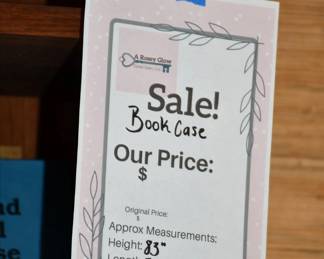 A Rosey Glow
Sale!
Book Case
Our Price:
$
Original Price:
$
Approx Measurements:
Height: 83"